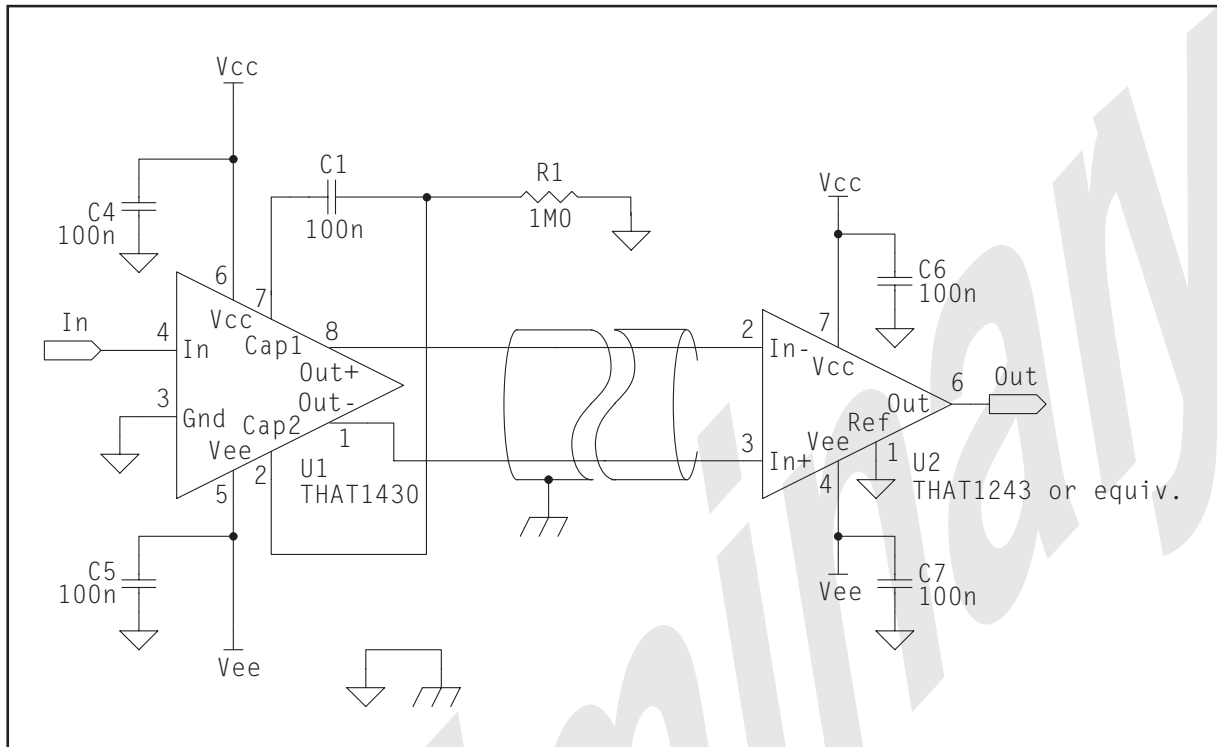 Vcc
C4
100n
C1
100n
R1
1M0
Vcc
C6
100n
6
7
Vcc
Cap1
8
In
4
In
Out+
Out-
3
Gnd
Cap2
Vee
1
5
2
U1
THAT1430
2
In-
7
Vcc
6
Out
Out
Ref
3
In+
Vee
1
4
U2
THAT1243 or equiv.
C5
100n
Vee
Vee
C7
100n
minary